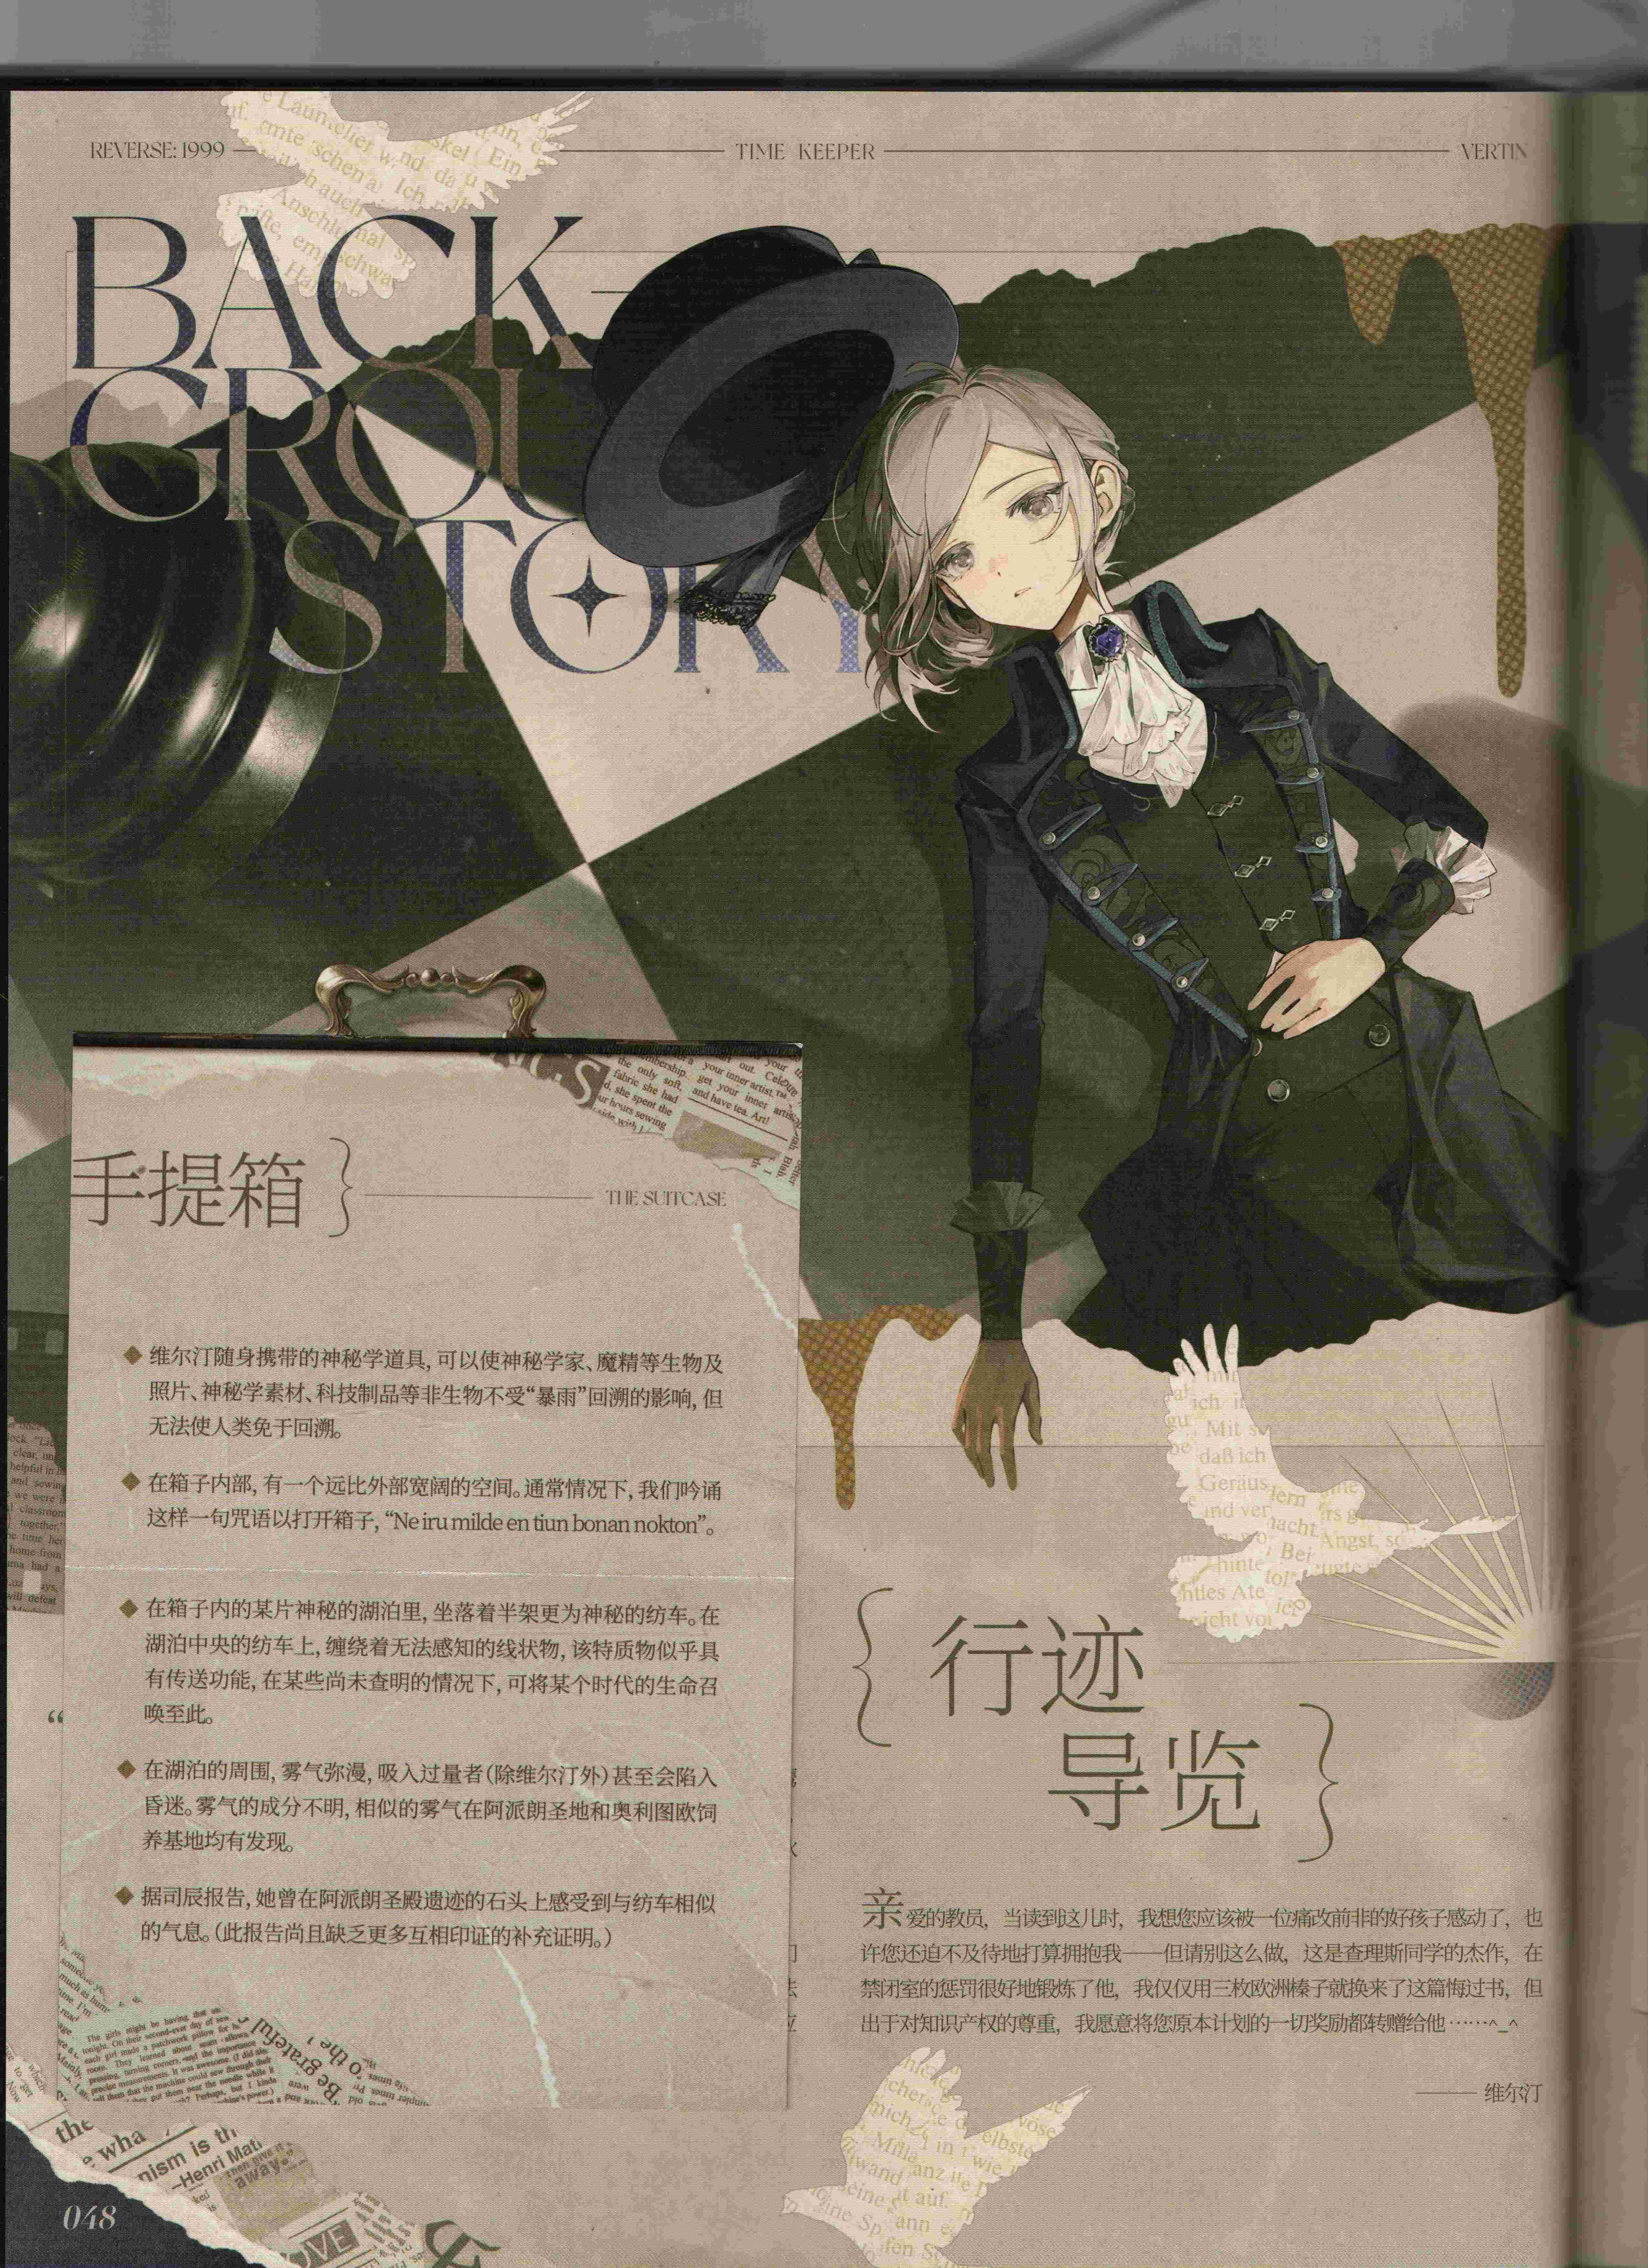 REVERSE: 1999
TIME KEEPER
VERTIN
BACK-
GROU
STORY
手提箱
THE SUITCASE
◆ 维尔汀随身携带的神秘学道具,可以使神秘学家、魔精等生物及
照片、神秘学素材、科技制品等非生物不受“暴雨”回溯的影响,但
无法使人类免于回溯。
◆ 在箱子内部,有一个远比外部宽阔的空间。通常情况下,我们吟诵
这样一句咒语以打开箱子,“Ne iru milde en tiun bonan nokton”。
◆ 在箱子内的某片神秘的湖泊里,坐落着半架更为神秘的纺车。在
湖泊中央的纺车上,缠绕着无法感知的线状物,该特质物似乎具
有传送功能,在某些尚未查明的情况下,可将某个时代的生命召
唤至此。
◆ 在湖泊的周围,雾气弥漫,吸入过量者(除维尔汀外)甚至会陷入
昏迷。雾气的成分不明,相似的雾气在阿派朗圣地和奥利图欧饲
养基地均有发现。
◆ 据司辰报告,她曾在阿派朗圣殿遗迹的石头上感受到与纺车相似
的气息。(此报告尚且缺乏更多互相印证的补充证明。)
行迹
导览
亲爱的教员,当读到这儿时,我想您应该被一位痛改前非的好孩子感动了,也
许您还迫不及待地打算拥抱我——但请别这么做,这是查理斯同学的杰作,在
禁闭室的惩罚很好地锻炼了他,我仅仅用三枚欧洲榛子就换来了这篇悔过书,但
出于对知识产权的尊重,我愿意将您原本计划的一切奖励都转赠给他……^_^
——维尔汀
048